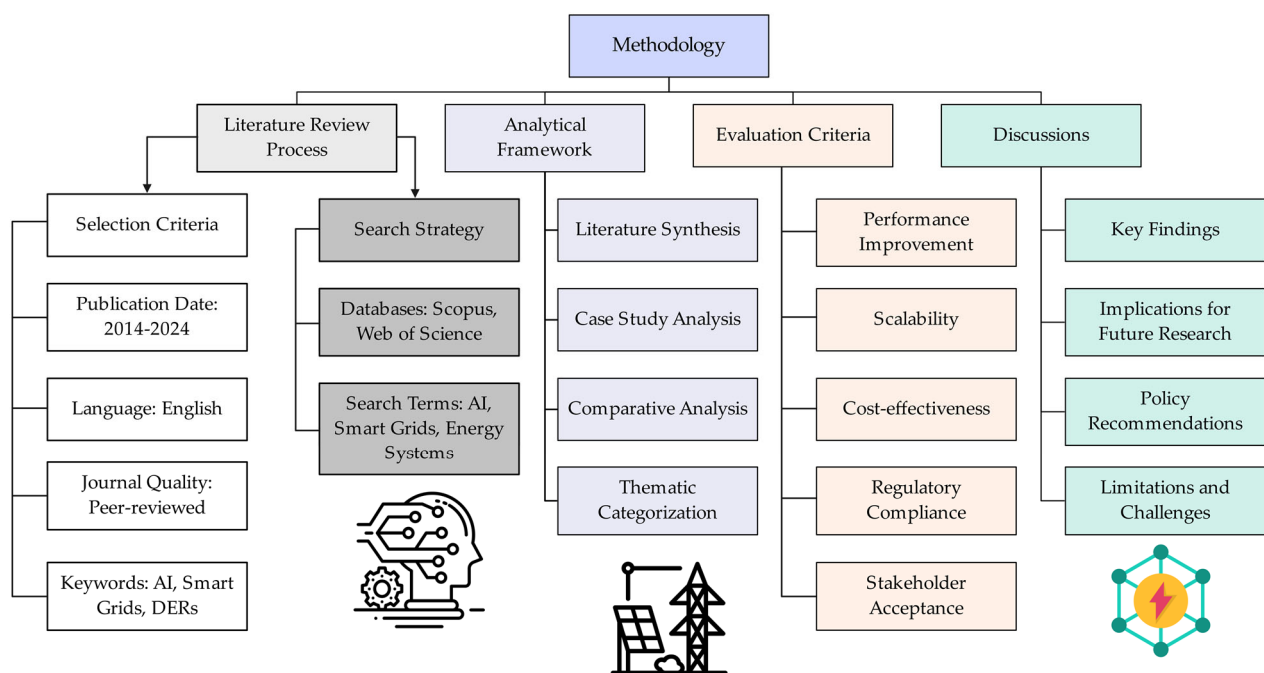 Methodology
Literature Review
Process
Analytical
Framework
Evaluation Criteria
Discussions
Selection Criteria
Publication Date:
2014-2024
Language: English
Journal Quality:
Peer-reviewed
Keywords: AI, Smart
Grids, DERs
Search Strategy
Databases: Scopus,
Web of Science
Search Terms: AI,
Smart Grids, Energy
Systems
Literature Synthesis
Case Study Analysis
Comparative Analysis
Thematic
Categorization
Performance
Improvement
Scalability
Cost-effectiveness
Regulatory
Compliance
Stakeholder
Acceptance
Key Findings
Implications for
Future Research
Policy
Recommendations
Limitations and
Challenges